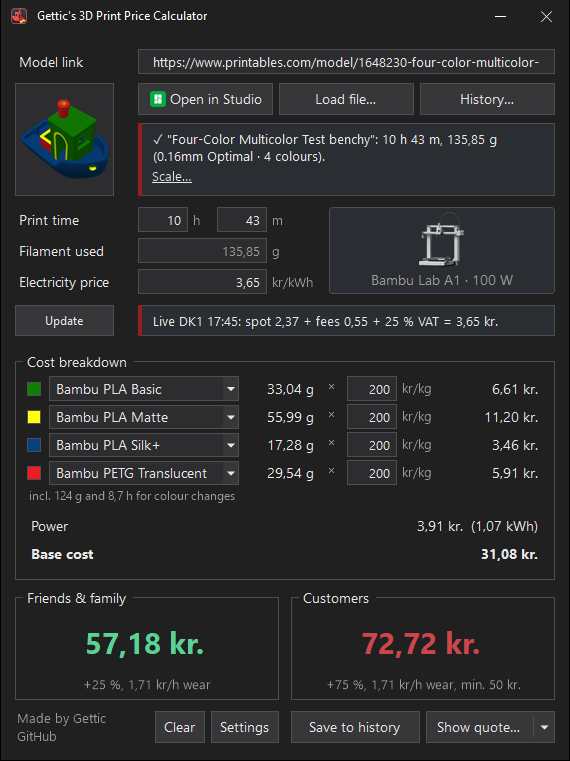 Gettic's 3D Print Price Calculator
Model link
https://www.printables.com/model/1648230-four-color-multicolor-
Open in Studio
Load file...
History...
✓ "Four-Color Multicolor Test benchy": 10 h 43 m, 135,85 g
(0.16mm Optimal · 4 colours).
Scale...
Print time
10 h 43 m
Filament used
135,85 g
Electricity price
3,65 kr/kWh
Bambu Lab A1 · 100 W
Update
Live DK1 17:45: spot 2,37 + fees 0,55 + 25 % VAT = 3,65 kr.
Cost breakdown
Bambu PLA Basic 33,04 g × 200 kr/kg 6,61 kr.
Bambu PLA Matte 55,99 g × 200 kr/kg 11,20 kr.
Bambu PLA Silk+ 17,28 g × 200 kr/kg 3,46 kr.
Bambu PETG Translucent 29,54 g × 200 kr/kg 5,91 kr.
incl. 124 g and 8,7 h for colour changes
Power 3,91 kr. (1,07 kWh)
Base cost 31,08 kr.
Friends & family
57,18 kr.
+25 %, 1,71 kr/h wear
Customers
72,72 kr.
+75 %, 1,71 kr/h wear, min. 50 kr.
Made by Gettic
GitHub
Clear
Settings
Save to history
Show quote...